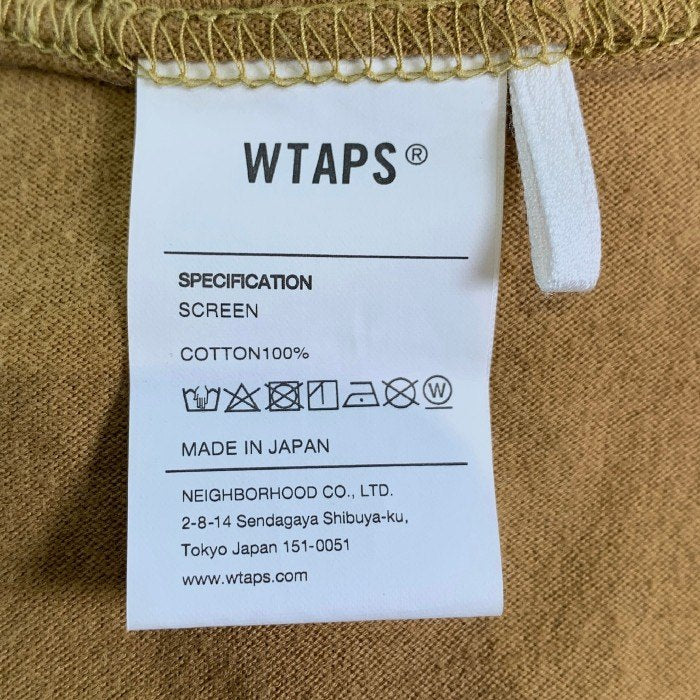 WTAPS®
SPECIFICATION
SCREEN
COTTON100%
W
MADE IN JAPAN
NEIGHBORHOOD CO., LTD.
2-8-14 Sendagaya Shibuya-ku,
Tokyo Japan 151-0051
www.wtaps.com